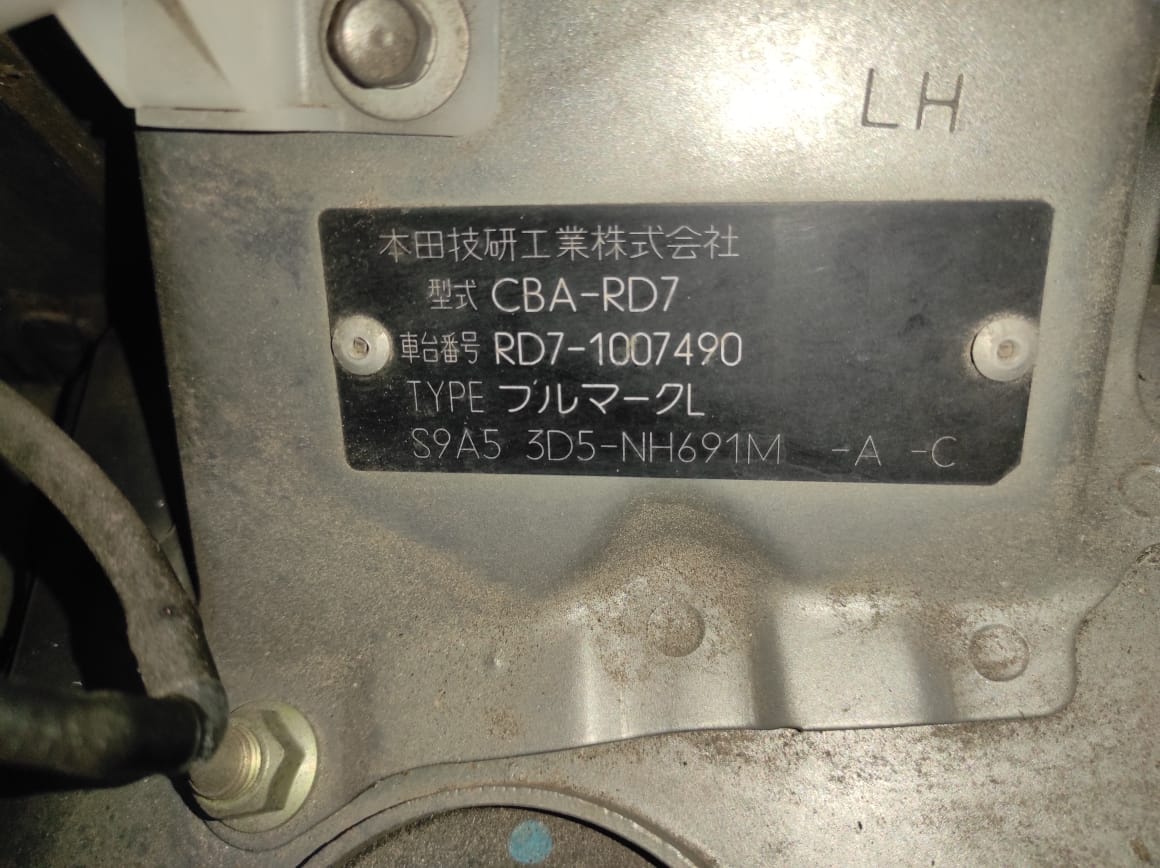 LH
本田技研工業株式会社
型式 CBA-RD7
車台番号 RD7-1007490
TYPE フルマークL
S9A5 3D5-NH691M -A -C